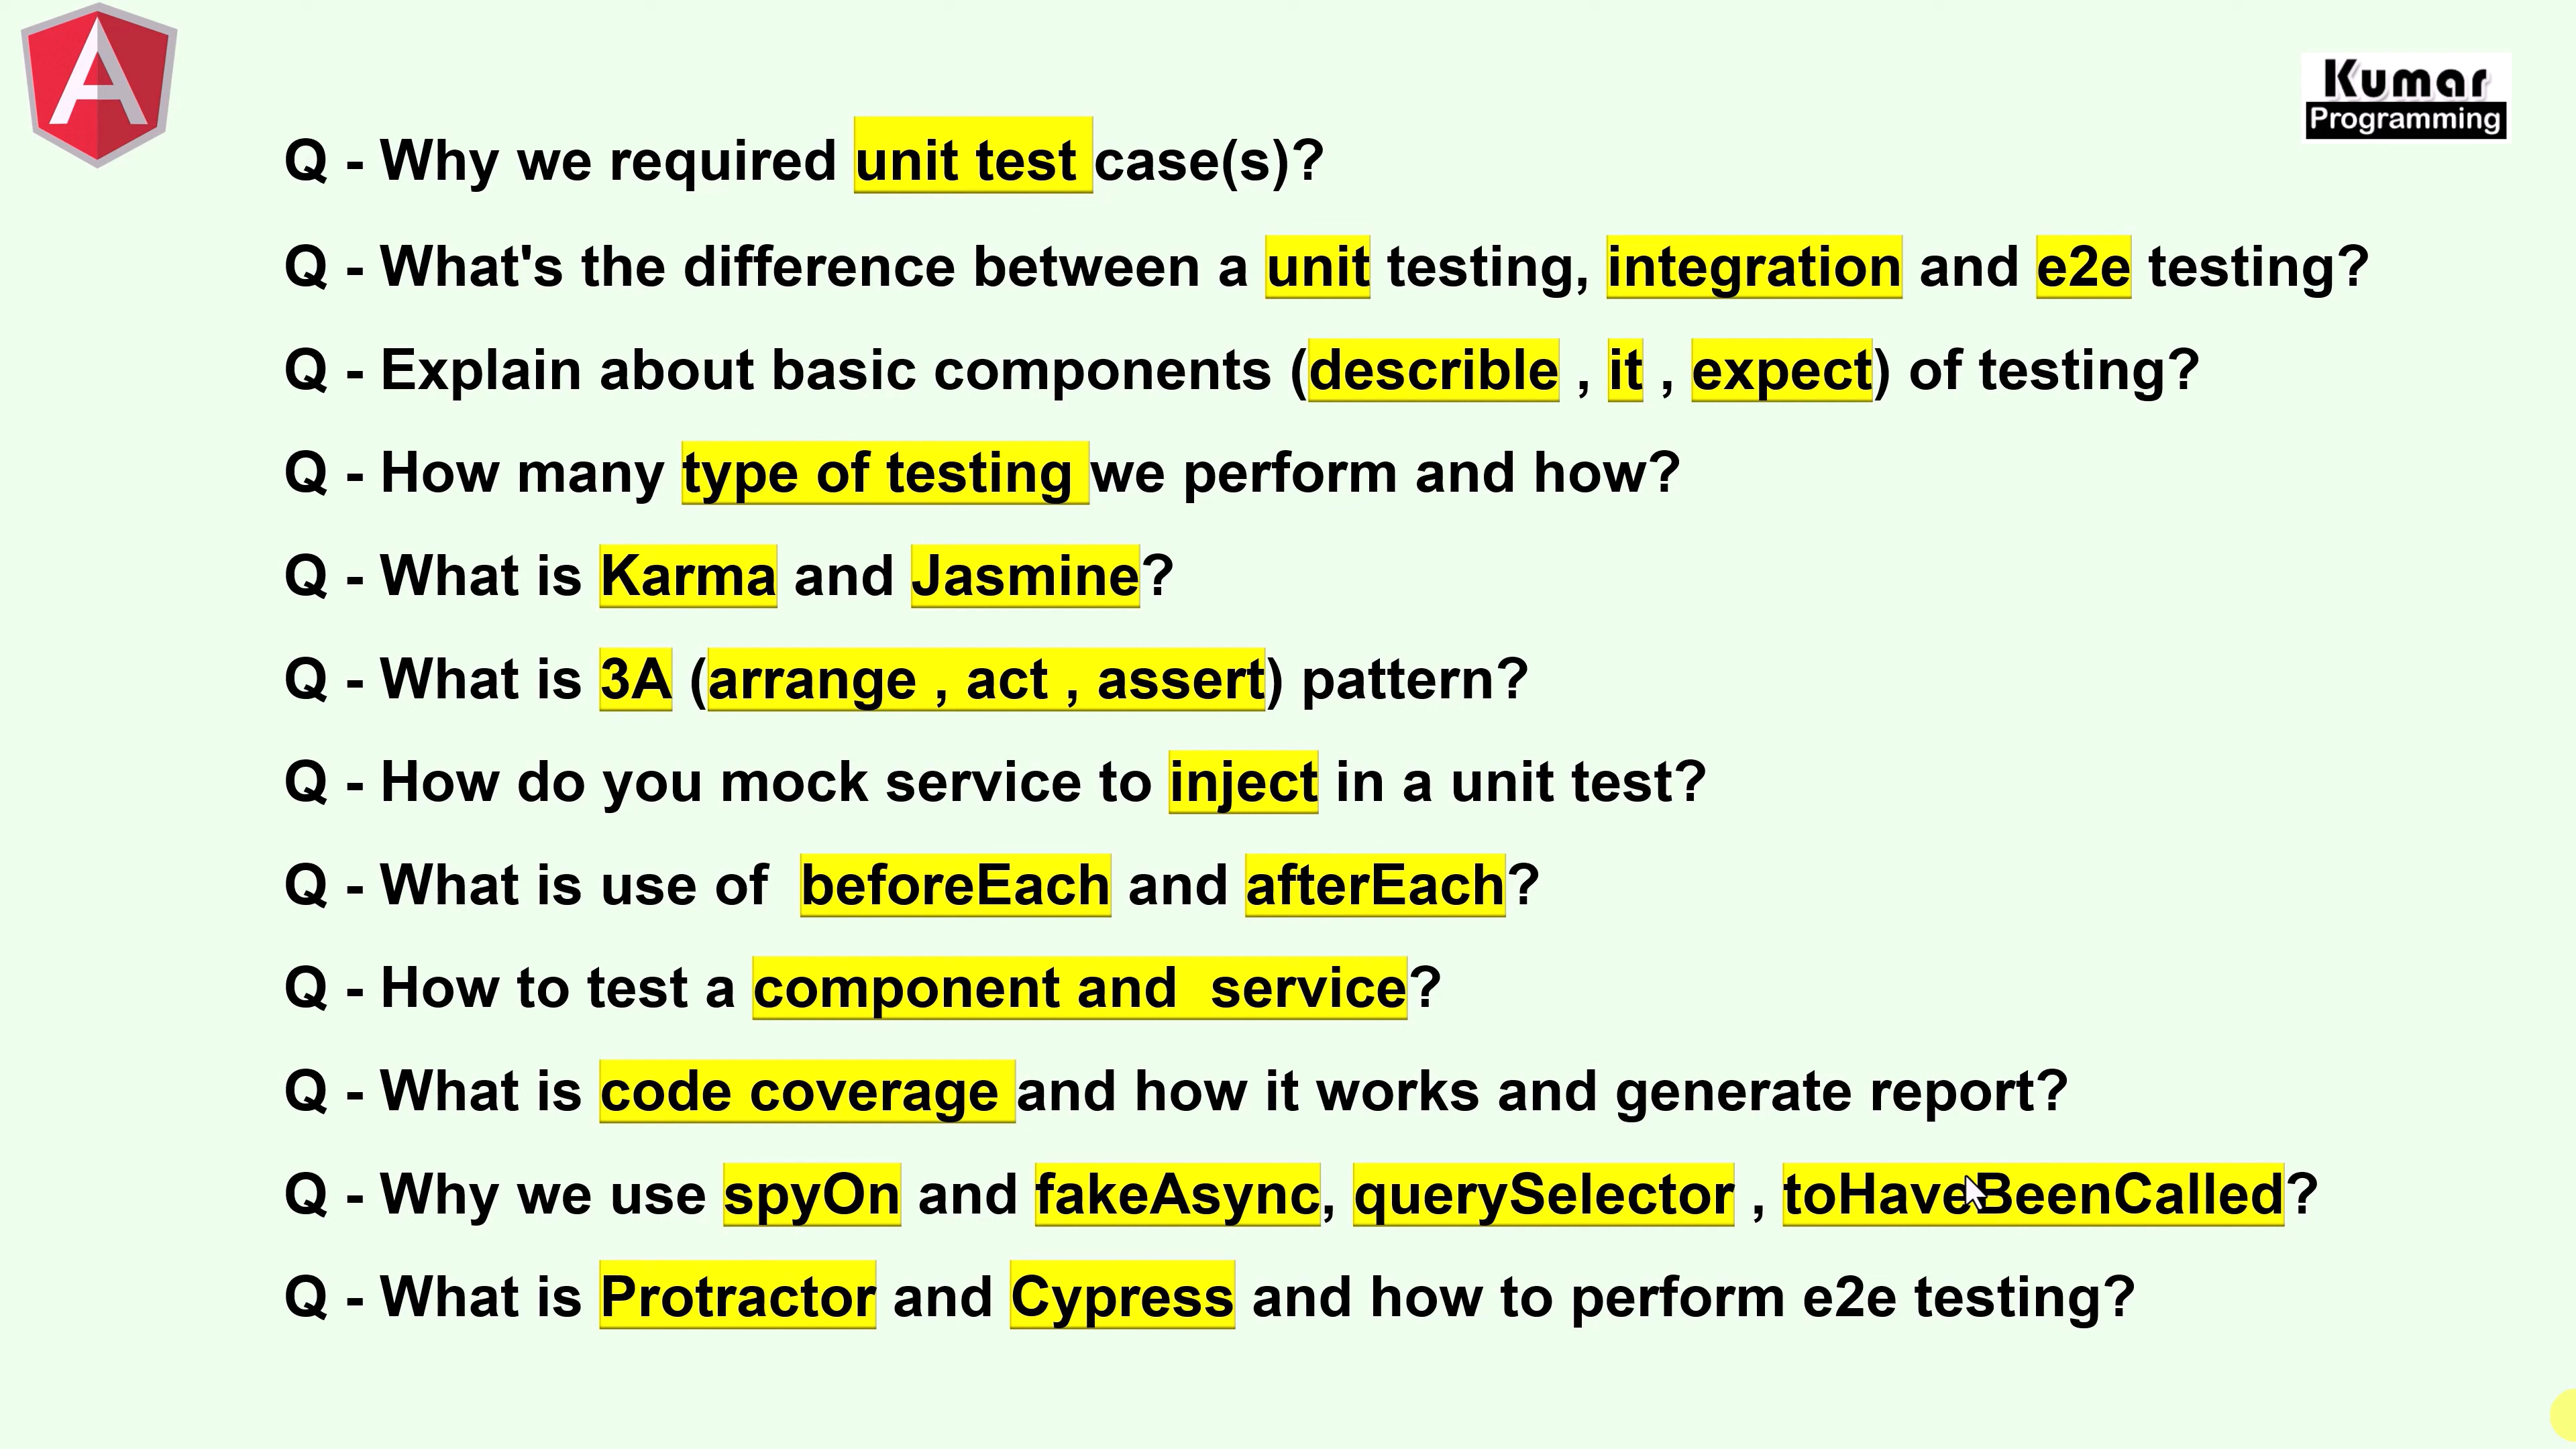 Kumar
Programming
Q - Why we required unit test case(s)?
Q - What's the difference between a unit testing, integration and e2e testing?
Q - Explain about basic components (describle , it , expect) of testing?
Q - How many type of testing we perform and how?
Q - What is Karma and Jasmine?
Q - What is 3A (arrange , act , assert) pattern?
Q - How do you mock service to inject in a unit test?
Q - What is use of beforeEach and afterEach?
Q - How to test a component and service?
Q - What is code coverage and how it works and generate report?
Q - Why we use spyOn and fakeAsync, querySelector , toHaveBeenCalled?
Q - What is Protractor and Cypress and how to perform e2e testing?